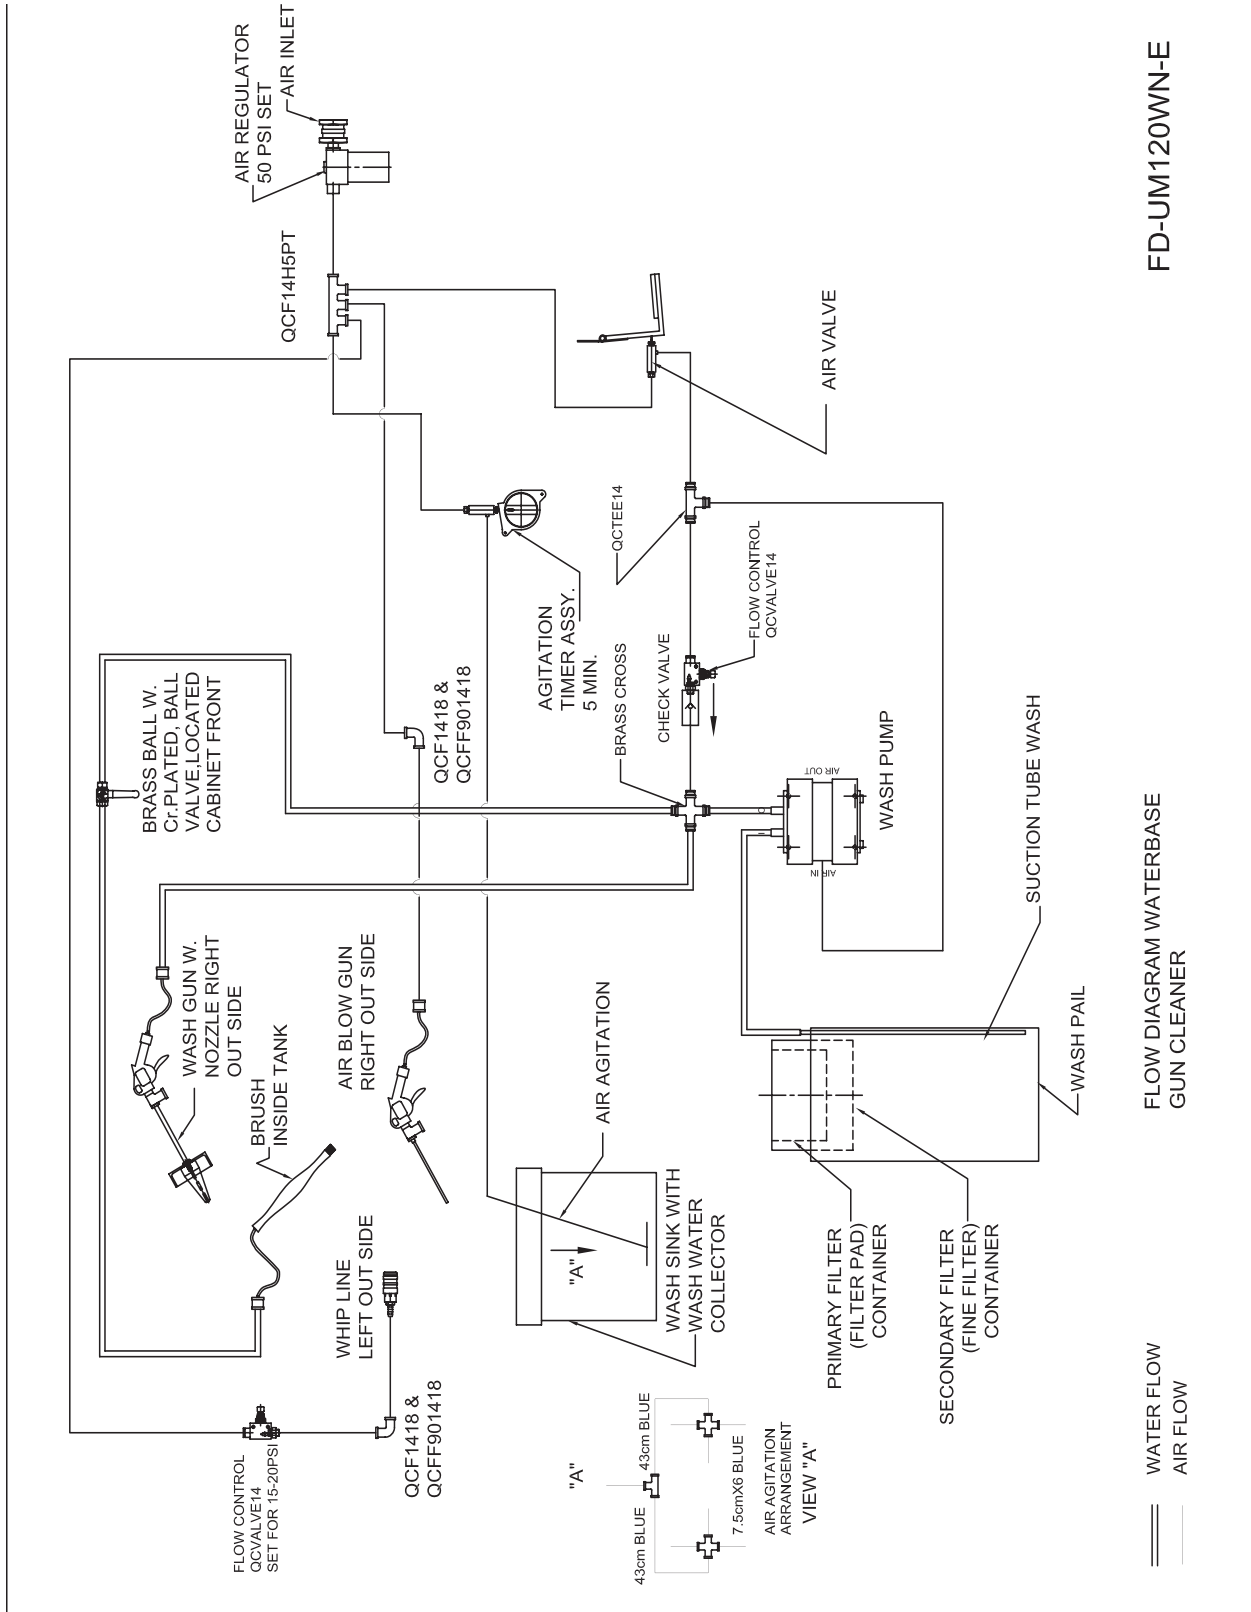 AIR REGULATOR
50 PSI SET
AIR INLET
QCF14H5PT
BRASS BALL W.
Cr.PLATED, BALL
VALVE,LOCATED
CABINET FRONT
WASH GUN W.
NOZZLE RIGHT
OUT SIDE
BRUSH
INSIDE TANK
FLOW CONTROL
QCVALVE14
SET FOR 15-20PSI
WHIP LINE
LEFT OUT SIDE
QCF1418 &
QCFF901418
AIR BLOW GUN
RIGHT OUT SIDE
QCF1418 &
QCFF901418
AGITATION
TIMER ASSY.
5 MIN.
QCTEE14
BRASS CROSS
CHECK VALVE
FLOW CONTROL
QCVALVE14
AIR VALVE
AIR OUT
AIR IN
WASH PUMP
SUCTION TUBE WASH
WASH PAIL
AIR AGITATION
"A"
WASH SINK WITH
WASH WATER
COLLECTOR
PRIMARY FILTER
(FILTER PAD)
CONTAINER
SECONDARY FILTER
(FINE FILTER)
CONTAINER
"A"
43cm BLUE
43cm BLUE
7.5cmX6 BLUE
AIR AGITATION
ARRANGEMENT
VIEW "A"
WATER FLOW
AIR FLOW
FLOW DIAGRAM WATERBASE
GUN CLEANER
FD-UM120WN-E